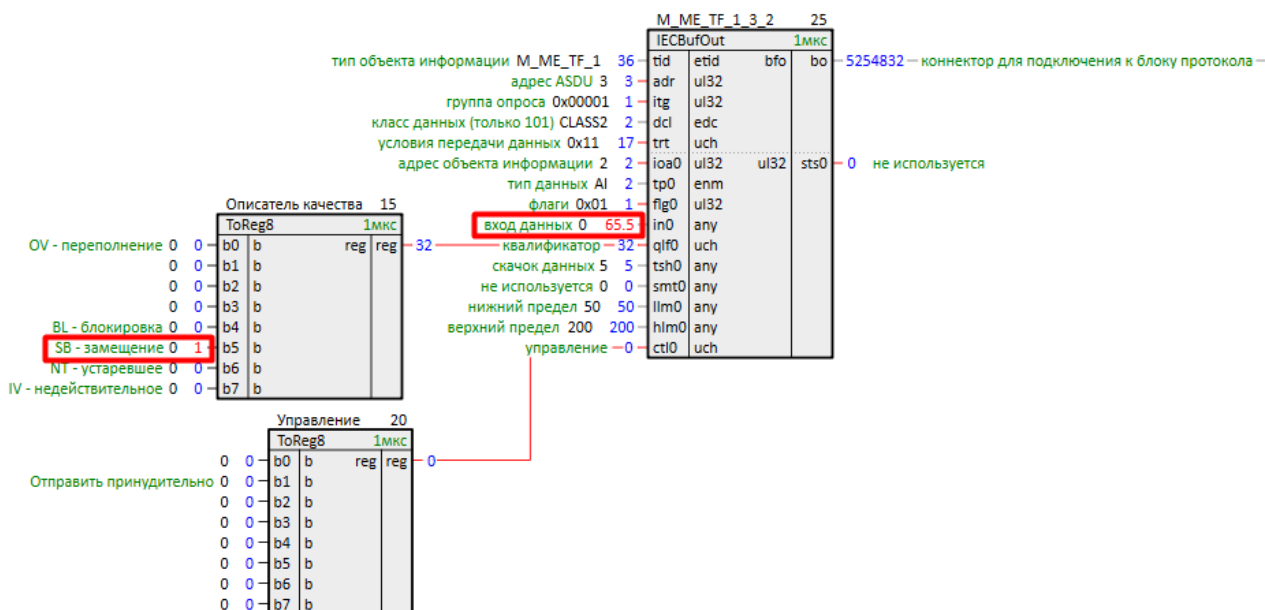 M_ME_TF_1_3_2 25
IECBufOut 1мкс
тип объекта информации M_ME_TF_1 36 tid etid bfo bo 5254832 коннектор для подключения к блоку протокола
адрес ASDU 3 3 adr ul32
группа опроса 0x00001 1 itg ul32
класс данных (только 101) CLASS2 2 dcl edc
условия передачи данных 0x11 17 trt uch
адрес объекта информации 2 2 ioa0 ul32 ul32 sts0 0 не используется
тип данных AI 2 tp0 enm
флаги 0x01 1 flg0 ul32
вход данных 0 65.5 in0 any
квалификатор 32 qlf0 uch
скачок данных 5 5 tsh0 any
не используется 0 0 smt0 any
нижний предел 50 50 llm0 any
верхний предел 200 200 hlm0 any
управление 0 ctl0 uch
Описатель качества 15
ToReg8 1мкс
OV - переполнение 0 0 b0 b reg reg 32
0 0 b1 b
0 0 b2 b
0 0 b3 b
BL - блокировка 0 0 b4 b
SB - замещение 0 1 b5 b
NT - устаревшее 0 0 b6 b
IV - недействительное 0 0 b7 b
Управление 20
ToReg8 1мкс
0 0 b0 b reg reg 0
Отправить принудительно 0 0 b1 b
0 0 b2 b
0 0 b3 b
0 0 b4 b
0 0 b5 b
0 0 b6 b
0 0 b7 b